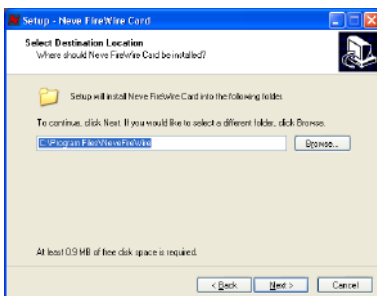 Setup - Neve FireWire Card
Select Destination Location
Where should Neve FireWire Card be installed?
Setup will install Neve FireWire Card into the following folder.
To continue, click Next. If you would like to select a different folder, click Browse.
C:\Program Files\NeveFireWire
Browse...
At least 0.9 MB of free disk space is required.
< Back
Next >
Cancel